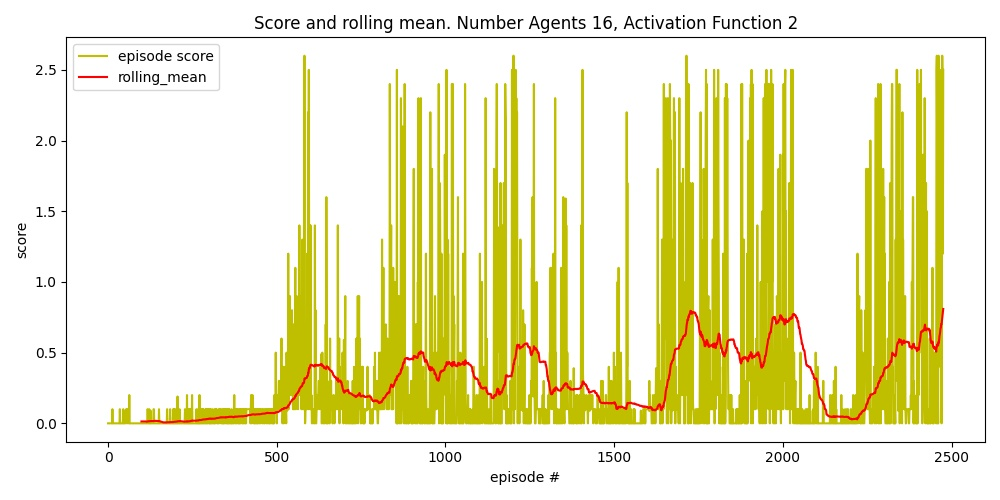 Score and rolling mean. Number Agents 16, Activation Function 2
episode score
rolling_mean
score
2.5
2.0
1.5
1.0
0.5
0.0
0 500 1000 1500 2000 2500
episode #